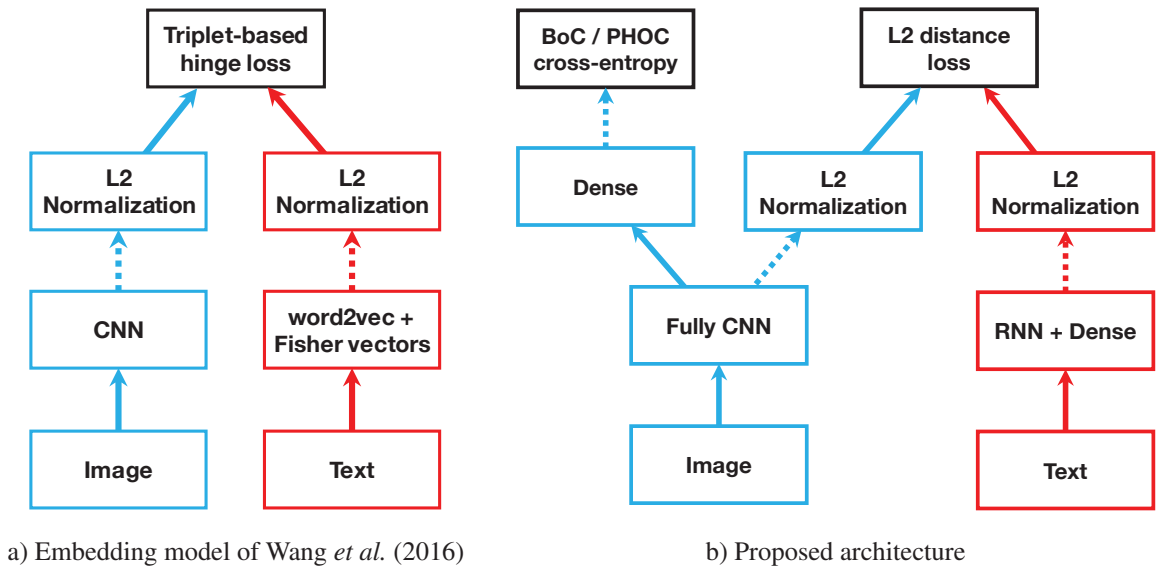 Triplet-based
hinge loss
L2
Normalization
L2
Normalization
CNN
word2vec +
Fisher vectors
Image
Text
a) Embedding model of Wang et al. (2016)
BoC / PHOC
cross-entropy
L2 distance
loss
Dense
L2
Normalization
L2
Normalization
Fully CNN
RNN + Dense
Image
Text
b) Proposed architecture